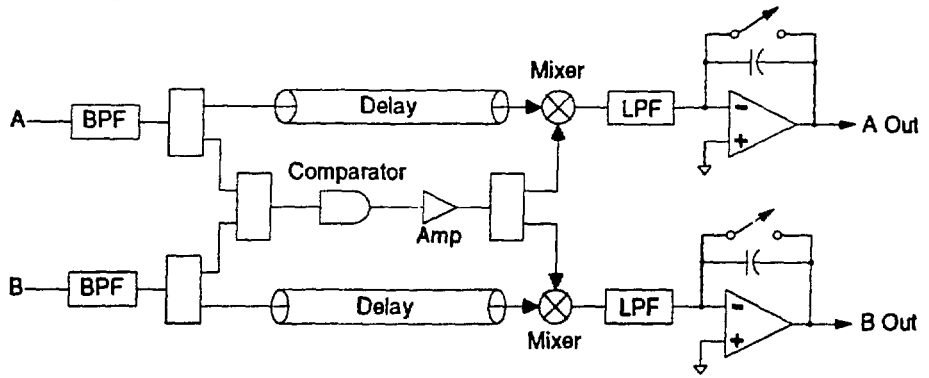 Mixer
A
BPF
Delay
LPF
-
+
A Out
Comparator
Amp
B
BPF
Delay
Mixer
LPF
-
+
B Out